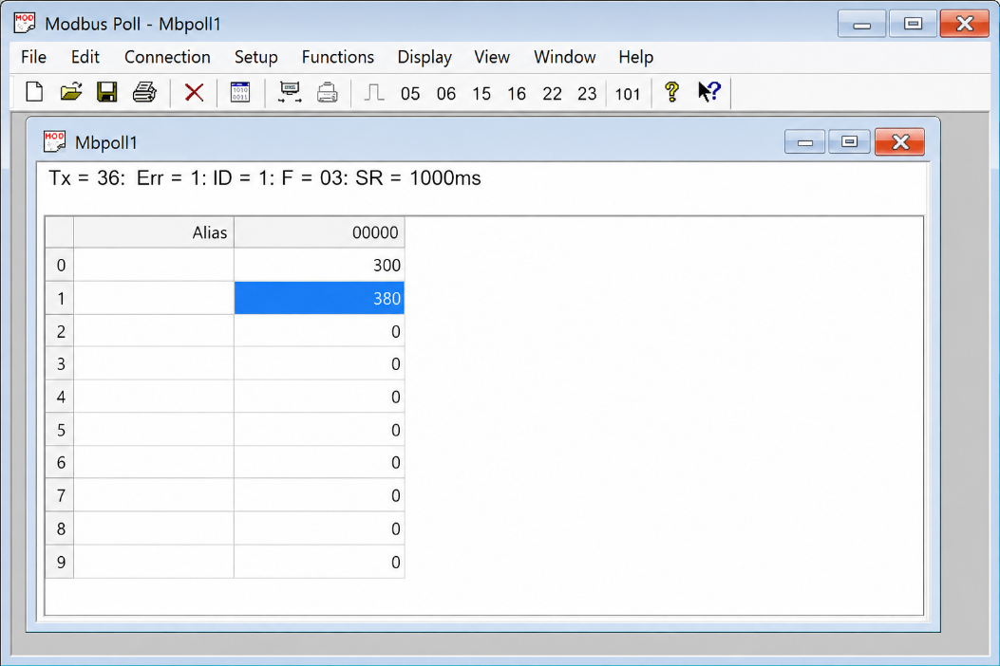 MOD Modbus Poll - Mbpoll1
File Edit Connection Setup Functions Display View Window Help
05 06 15 16 22 23 101
MOD Mbpoll1
Tx = 36: Err = 1: ID = 1: F = 03: SR = 1000ms
Alias 00000
0 300
1 380
2 0
3 0
4 0
5 0
6 0
7 0
8 0
9 0